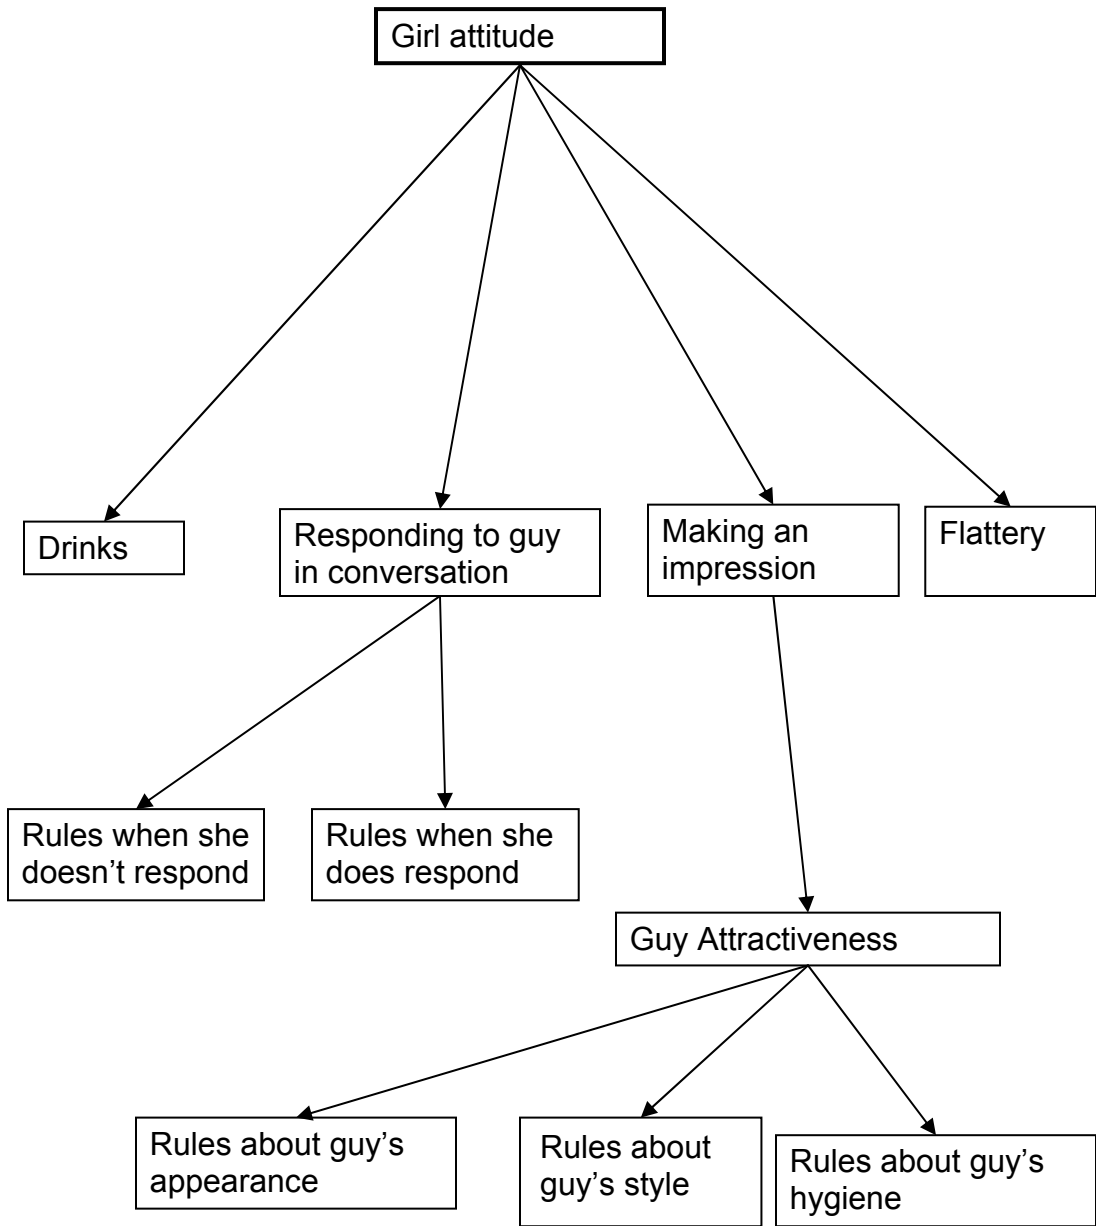 Girl attitude
Drinks
Responding to guy
in conversation
Making an
impression
Flattery
Rules when she
doesn’t respond
Rules when she
does respond
Guy Attractiveness
Rules about guy’s
appearance
Rules about
guy’s style
Rules about guy’s
hygiene